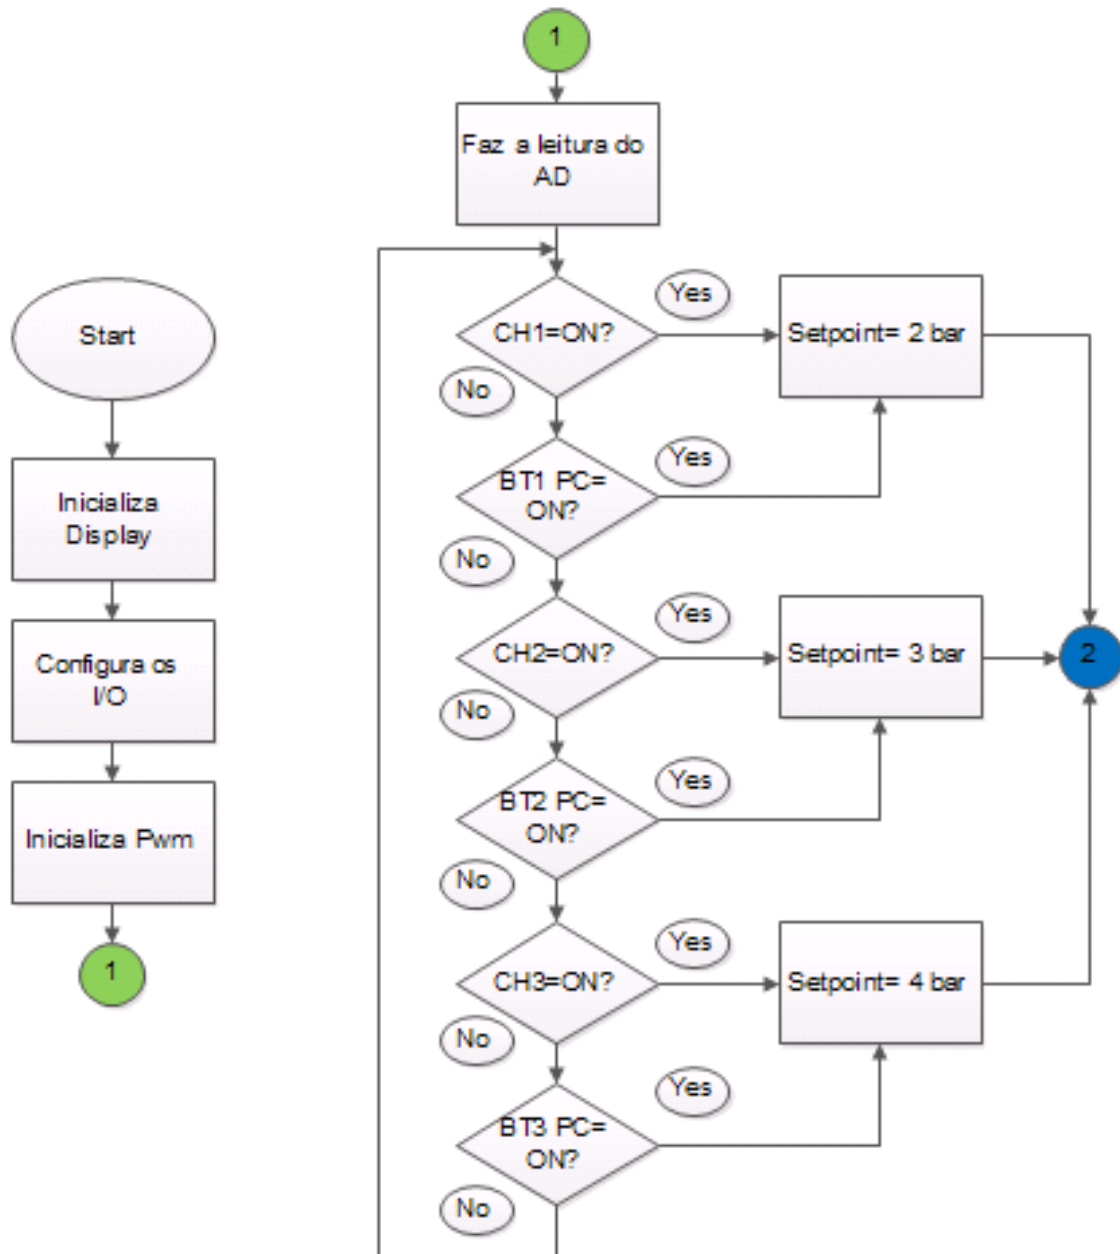 Start
Inicializa
Display
Configura os
I/O
Inicializa Pwm
1
1
Faz a leitura do
AD
CH1=ON?
Yes
Setpoint= 2 bar
No
BT1 PC=
ON?
Yes
No
CH2=ON?
Yes
Setpoint= 3 bar
2
No
BT2 PC=
ON?
Yes
No
CH3=ON?
Yes
Setpoint= 4 bar
No
BT3 PC=
ON?
Yes
No